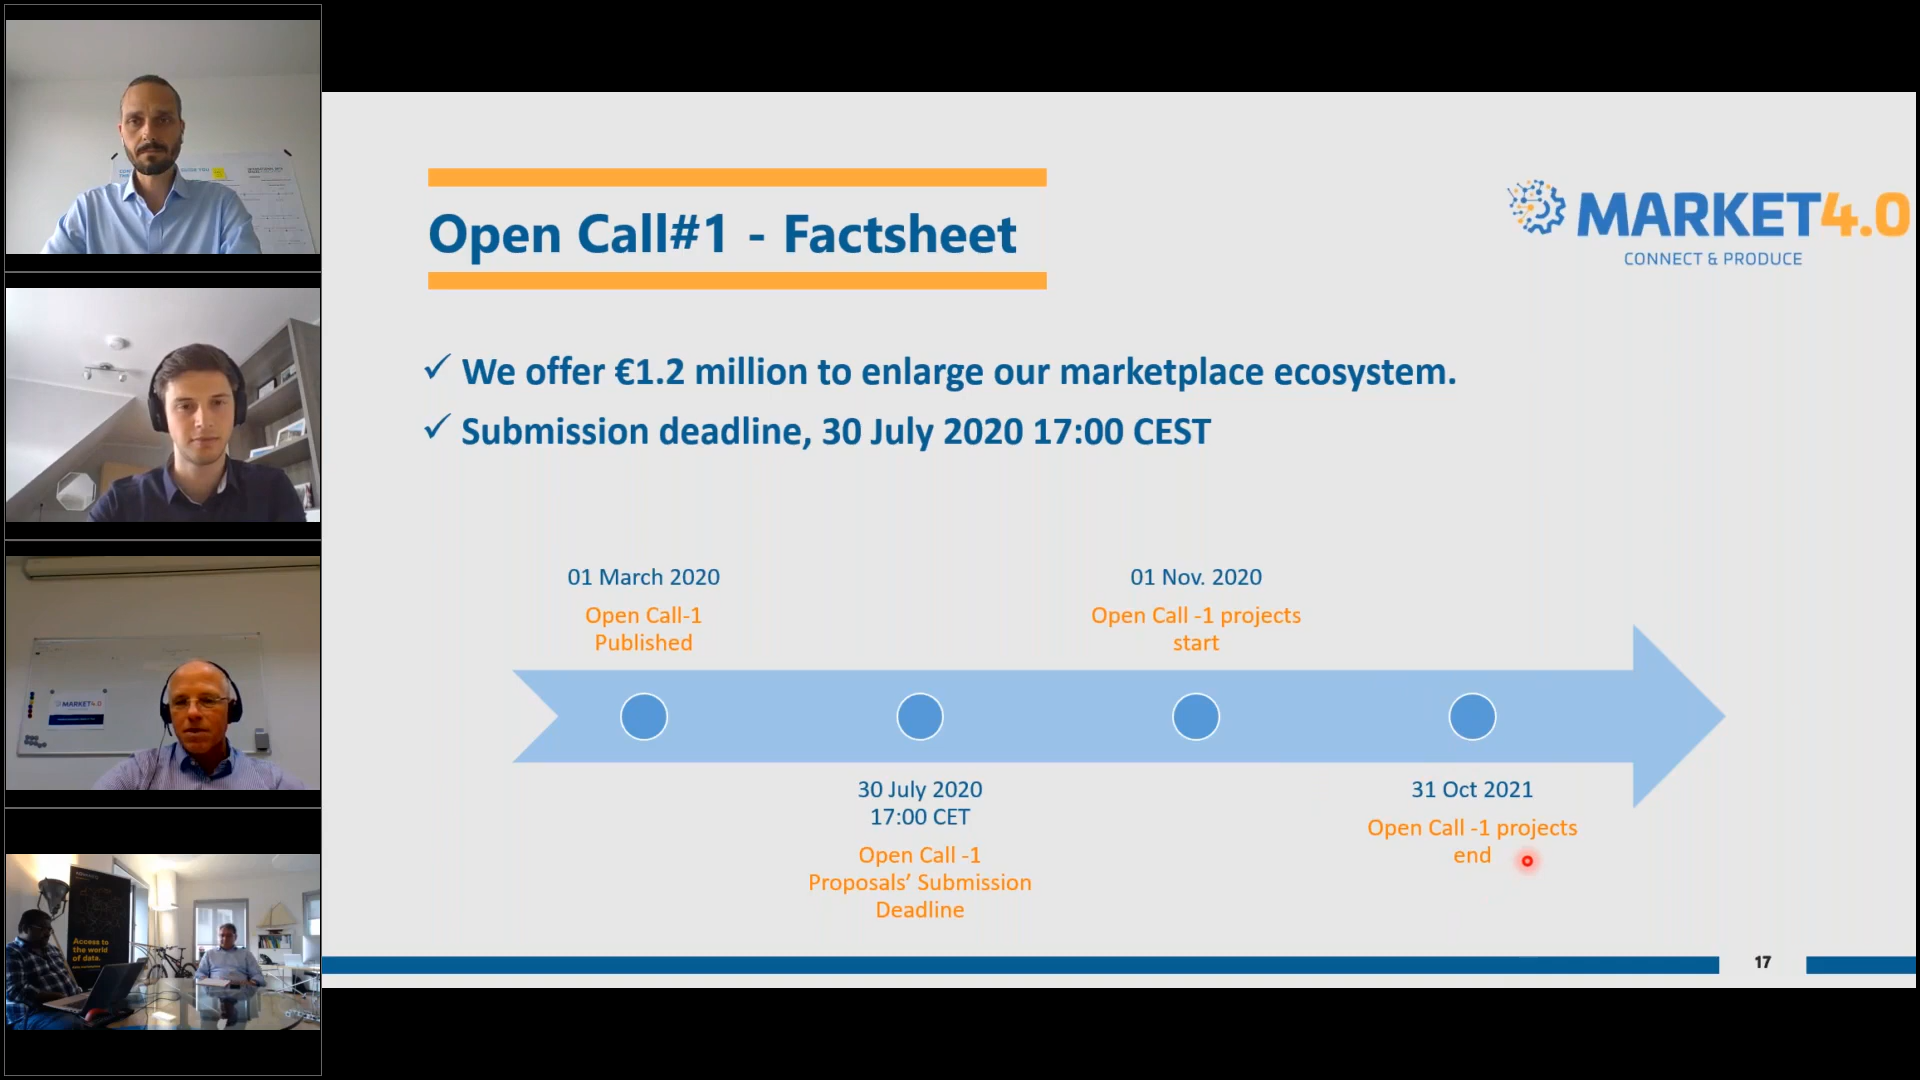 Open Call#1 - Factsheet
MARKET4.0
CONNECT & PRODUCE
✓ We offer €1.2 million to enlarge our marketplace ecosystem.
✓ Submission deadline, 30 July 2020 17:00 CEST
01 March 2020
Open Call-1
Published
30 July 2020
17:00 CET
Open Call -1
Proposals’ Submission
Deadline
01 Nov. 2020
Open Call -1 projects
start
31 Oct 2021
Open Call -1 projects
end
17
MARKET4.0
Access to
the world
of data.